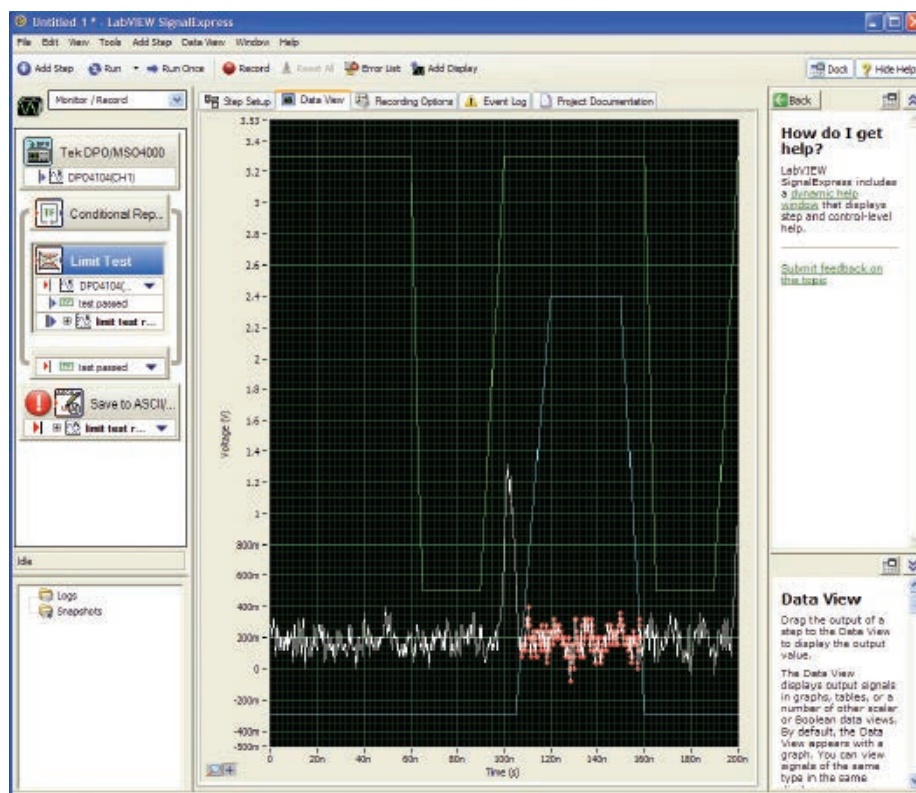 Untitled 1 * - LabVIEW SignalExpress
File Edit View Tools Add Step Data View Window Help
Add Step Run Run Once Record Reset All Error List Add Display Dock Hide Help
Monitor / Record
Tek DPO/MSO4000
DPO4104(CH1)
Conditional Rep...
Limit Test
DPO4104(...
test passed
limit test r...
test passed
Save to ASCII/...
limit test r...
Idle
Logs
Snapshots
Step Setup Data View Recording Options Event Log Project Documentation
3.53
3.4
3.2
3
2.8
2.6
2.4
2.2
2
1.8
1.6
1.4
1.2
1
800m
600m
400m
200m
0
-200m
-400m
-500m
Voltage (V)
0 20n 40n 60n 80n 100n 120n 140n 160n 180n 200n
Time (s)
Back
How do I get
help?
LabVIEW
SignalExpress includes
a dynamic help
window that displays
step and control-level
help.
Submit feedback on
this topic
Data View
Drag the output of a
step to the Data View
to display the output
value.
The Data View
displays output signals
in graphs, tables, or a
number of other scalar
or Boolean data views.
By default, the Data
View appears with a
graph. You can view
signals of the same
type in the same